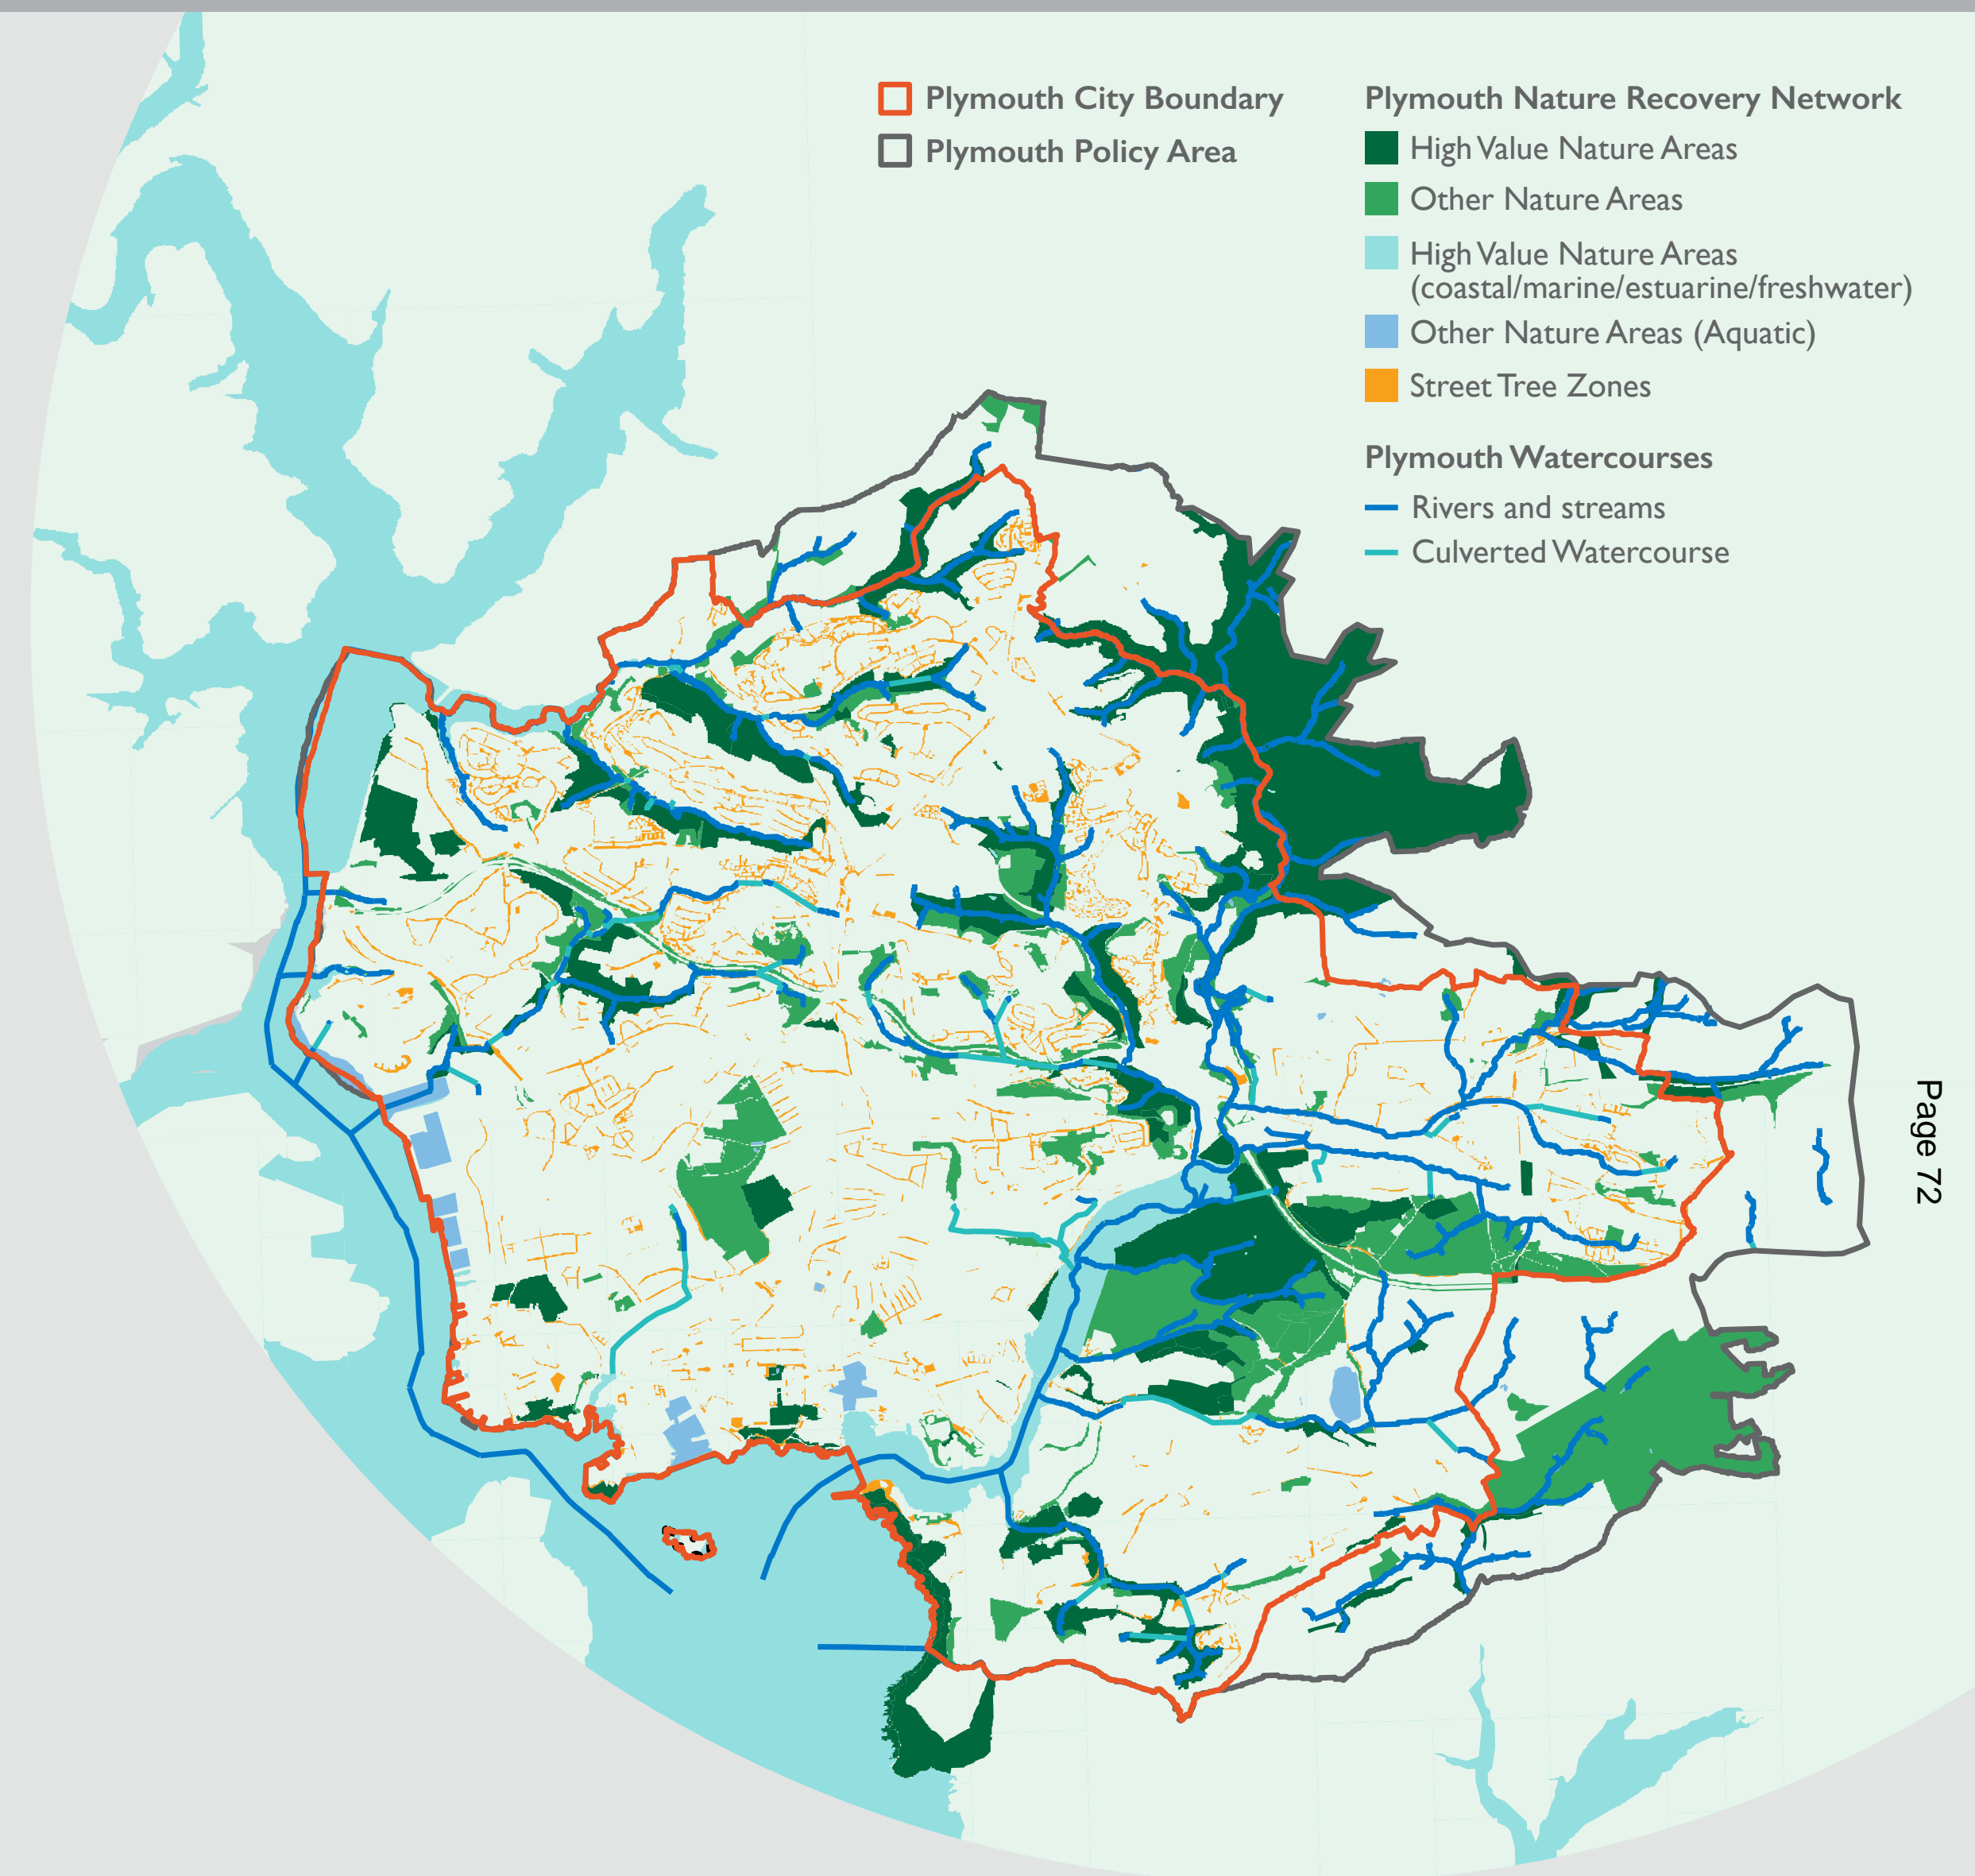 Plymouth City Boundary
Plymouth Policy Area
Plymouth Nature Recovery Network
High Value Nature Areas
Other Nature Areas
High Value Nature Areas
(coastal/marine/estuarine/freshwater)
Other Nature Areas (Aquatic)
Street Tree Zones
Plymouth Watercourses
Rivers and streams
Culverted Watercourse
Page 72